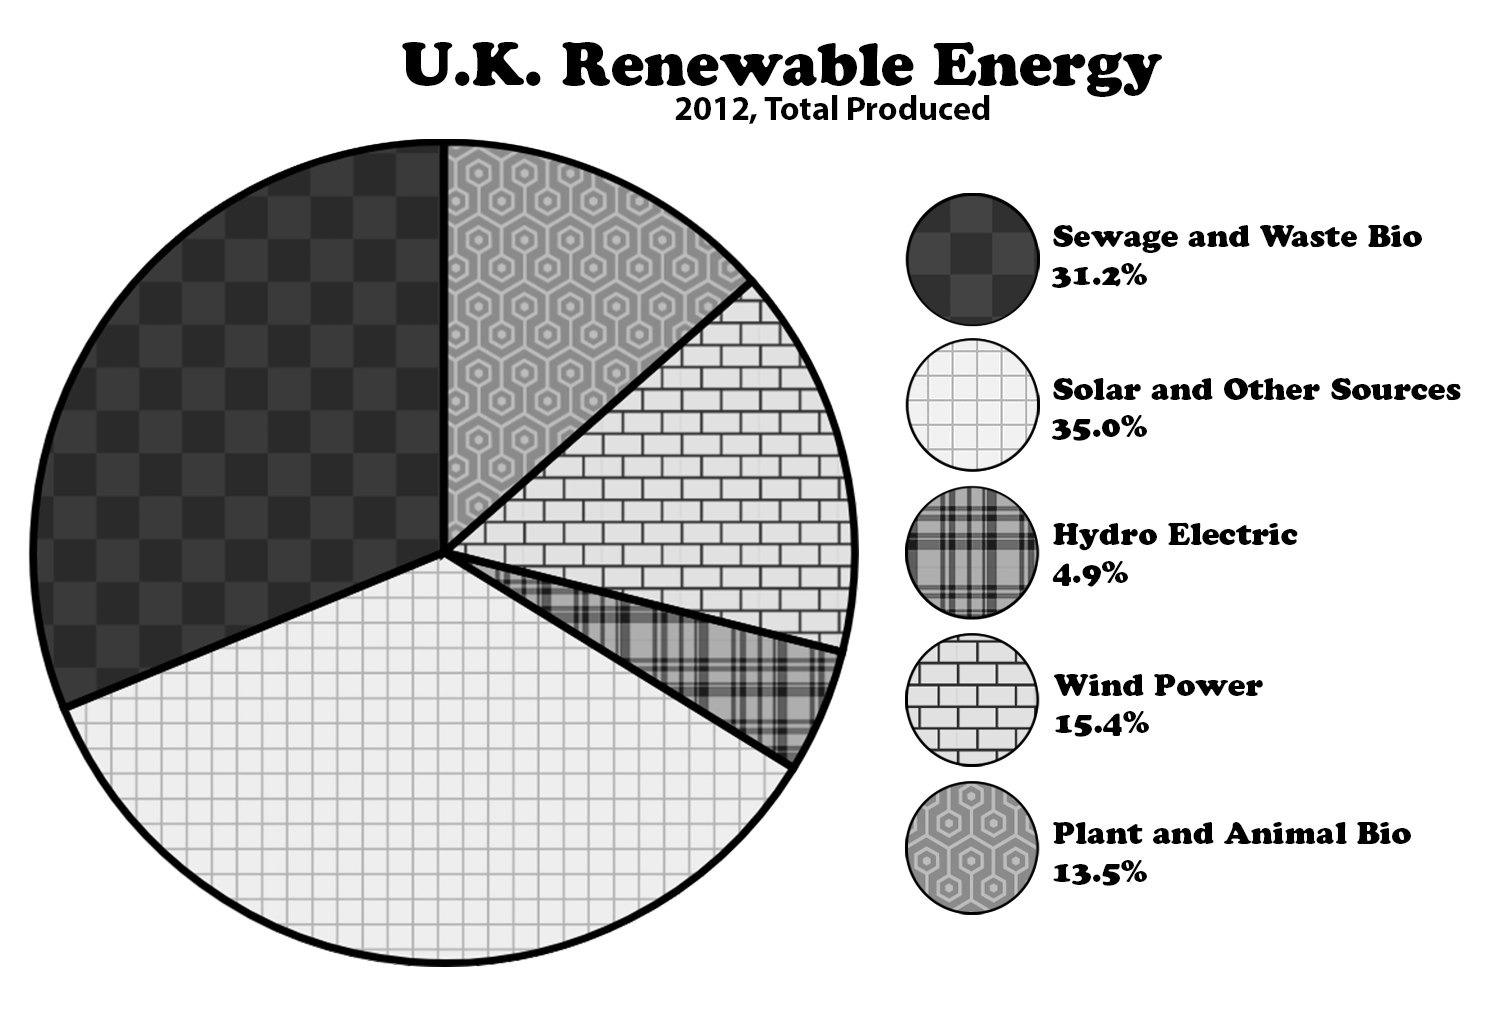 U.K. Renewable Energy
2012, Total Produced
Sewage and Waste Bio
31.2%
Solar and Other Sources
35.0%
Hydro Electric
4.9%
Wind Power
15.4%
Plant and Animal Bio
13.5%